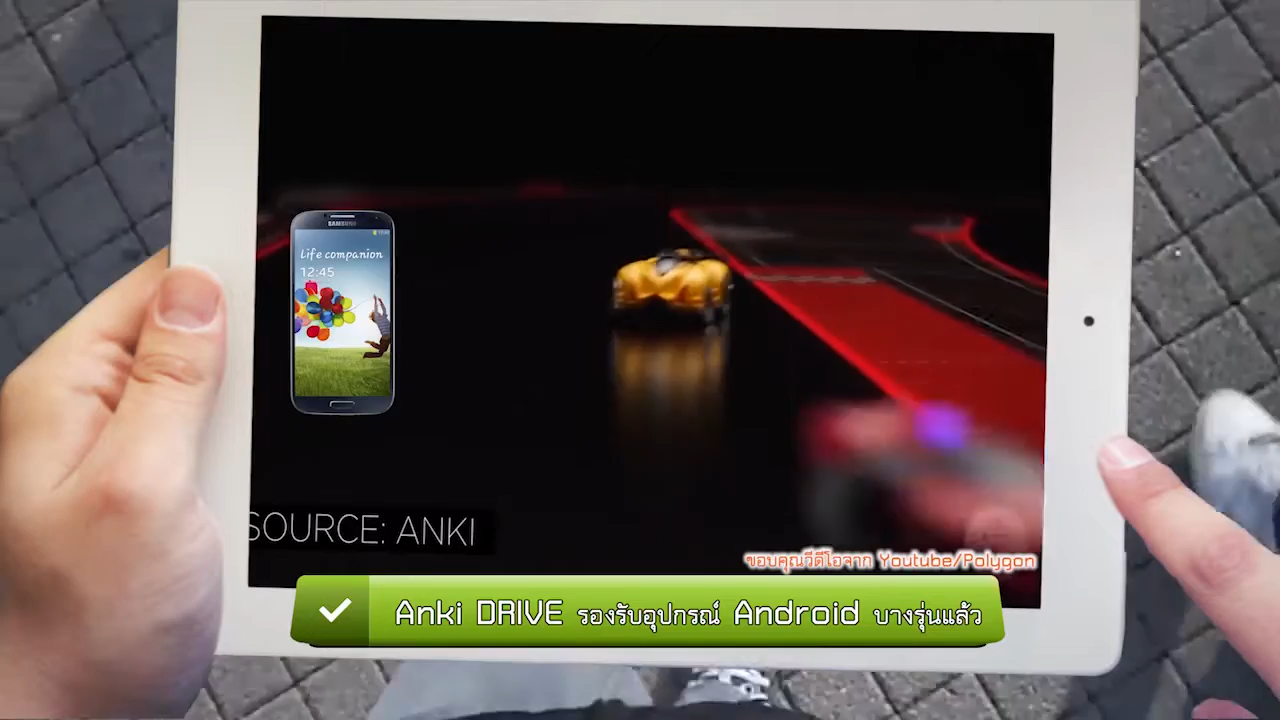 SAMSUNG
Life companion
12:45
SOURCE: ANKI
ขอบคุณวีดีโอจาก Youtube/Polygon
Anki DRIVE รองรับอุปกรณ์ Android บางรุ่นแล้ว